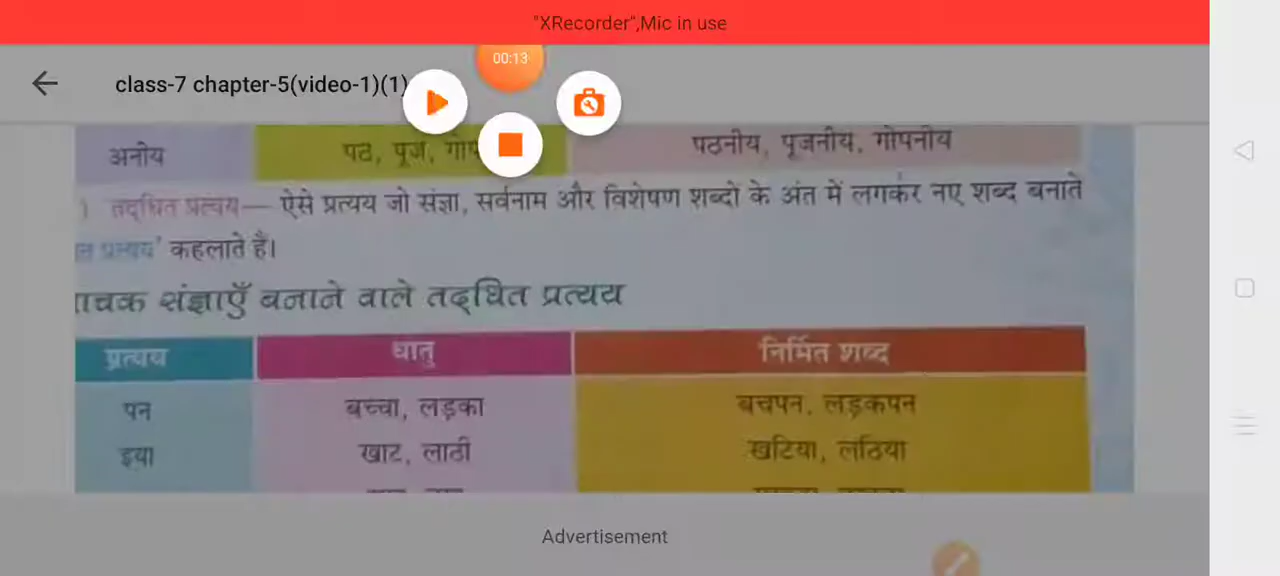 "XRecorder",Mic in use
00:13
class-7 chapter-5(video-1)(1)
अनीय पठ, पूज, गोप पठनीय, पूजनीय, गोपनीय
) तद्धित प्रत्यय— ऐसे प्रत्यय जो संज्ञा, सर्वनाम और विशेषण शब्दों के अंत में लगकर नए शब्द बनाते
त प्रत्यय' कहलाते हैं।
वाचक संज्ञाएँ बनाने वाले तद्धित प्रत्यय
प्रत्यय धातु निर्मित शब्द
पन बच्चा, लड़का बचपन, लड़कपन
इया खाट, लाठी खटिया, लठिया
Advertisement